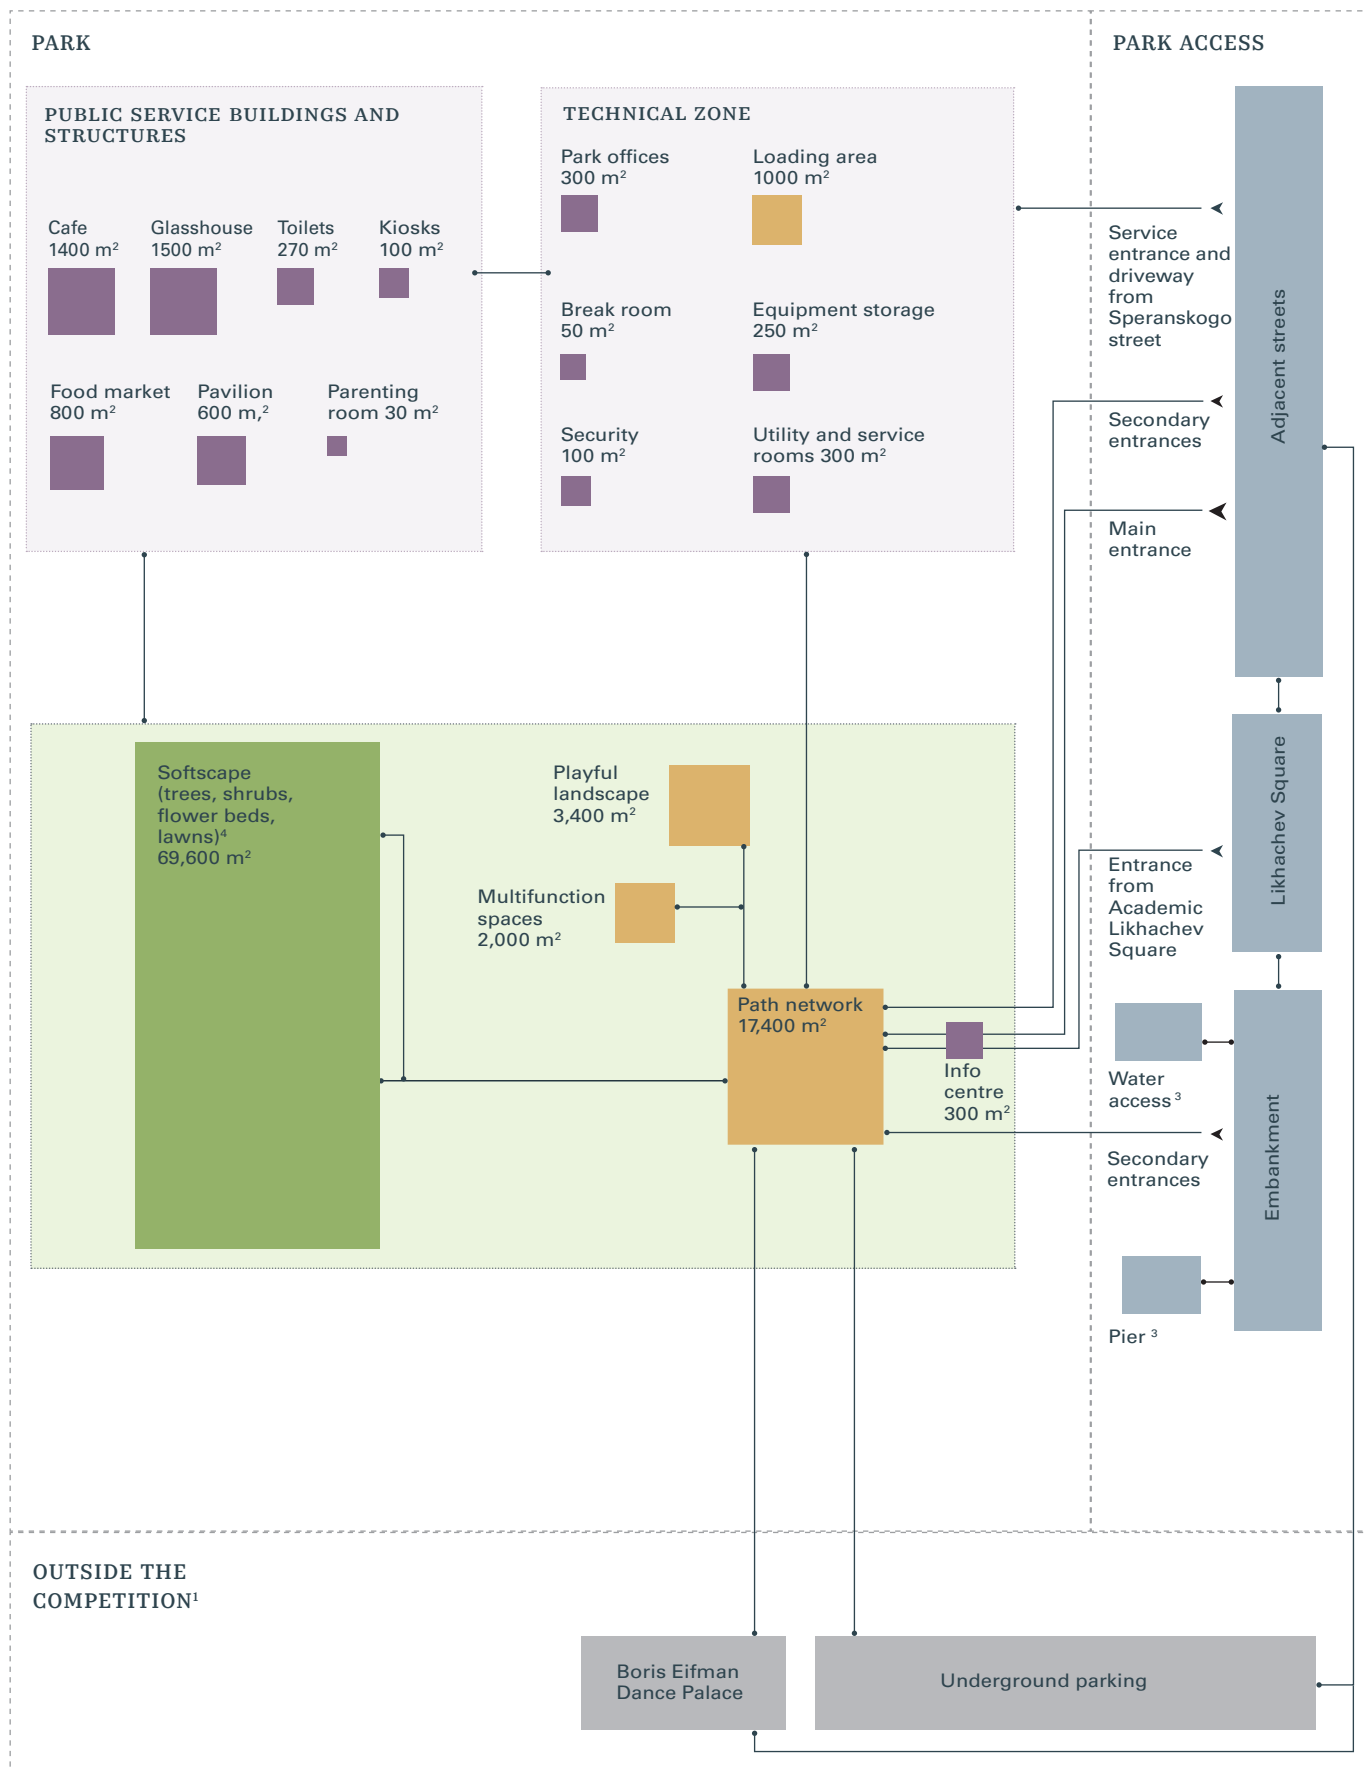 PARK
PARK ACCESS
PUBLIC SERVICE BUILDINGS AND
STRUCTURES
Cafe
1400 m²
Glasshouse
1500 m²
Toilets
270 m²
Kiosks
100 m²
Food market
800 m²
Pavilion
600 m,²
Parenting
room 30 m²
TECHNICAL ZONE
Park offices
300 m²
Loading area
1000 m²
Break room
50 m²
Equipment storage
250 m²
Security
100 m²
Utility and service
rooms 300 m²
Service
entrance and
driveway
from
Speranskogo
street
Secondary
entrances
Main
entrance
Adjacent streets
Softscape
(trees, shrubs,
flower beds,
lawns)⁴
69,600 m²
Playful
landscape
3,400 m²
Multifunction
spaces
2,000 m²
Path network
17,400 m²
Info
centre
300 m²
Entrance
from
Academic
Likhachev
Square
Likhachev Square
Water
access ³
Secondary
entrances
Embankment
Pier ³
OUTSIDE THE
COMPETITION¹
Boris Eifman
Dance Palace
Underground parking